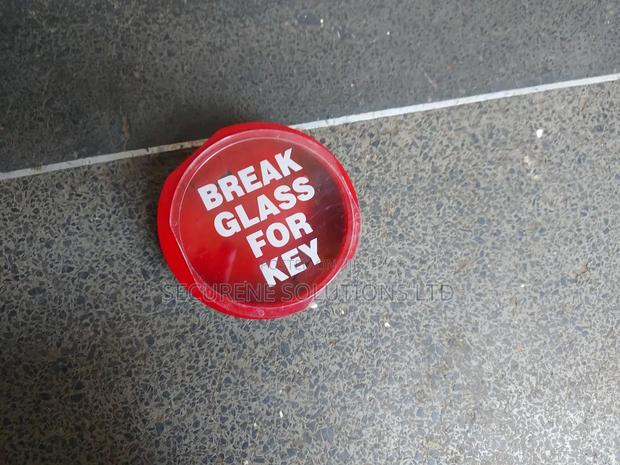 BREAK
GLASS
FOR
KEY
SECURENE SOLUTIONS LTD